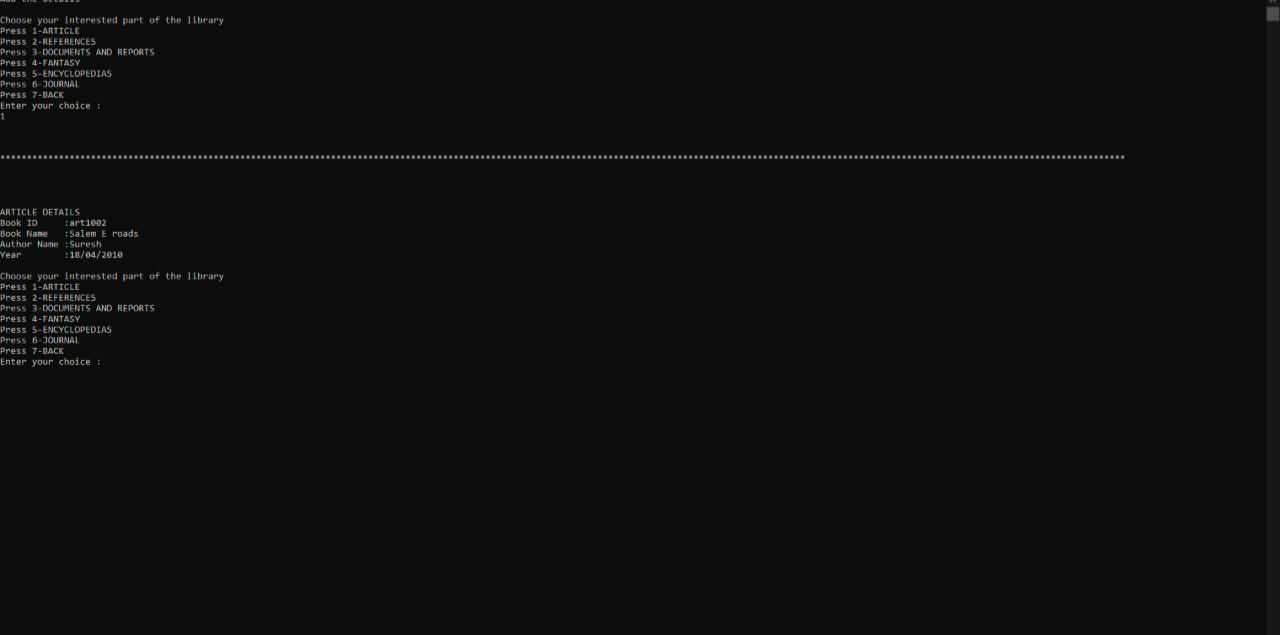 Add the details
Choose your interested part of the library
Press 1-ARTICLE
Press 2-REFERENCES
Press 3-DOCUMENTS AND REPORTS
Press 4-FANTASY
Press 5-ENCYCLOPEDIAS
Press 6-JOURNAL
Press 7-BACK
Enter your choice :
1
********************************************************************************************************************************************************************************************************************
ARTICLE DETAILS
Book ID     :art1002
Book Name   :Salem E roads
Author Name :Suresh
Year        :18/04/2010
Choose your interested part of the library
Press 1-ARTICLE
Press 2-REFERENCES
Press 3-DOCUMENTS AND REPORTS
Press 4-FANTASY
Press 5-ENCYCLOPEDIAS
Press 6-JOURNAL
Press 7-BACK
Enter your choice :